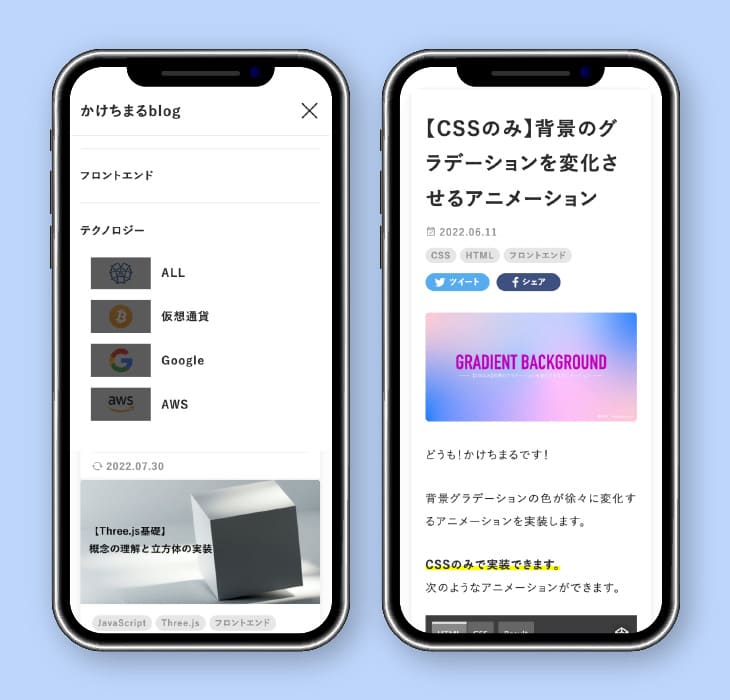 かけちまるblog
フロントエンド
テクノロジー
ALL
仮想通貨
Google
aws
AWS
2022.07.30
【Three.js基礎】
概念の理解と立方体の実装
JavaScript Three.js フロントエンド
【CSSのみ】背景のグ
ラデーションを変化さ
せるアニメーション
2022.06.11
CSS HTML フロントエンド
ツイート シェア
GRADIENT BACKGROUND
どうも！かけちまるです！
背景グラデーションの色が徐々に変化す
るアニメーションを実装します。
CSSのみで実装できます。
次のようなアニメーションができます。
HTML CSS Result